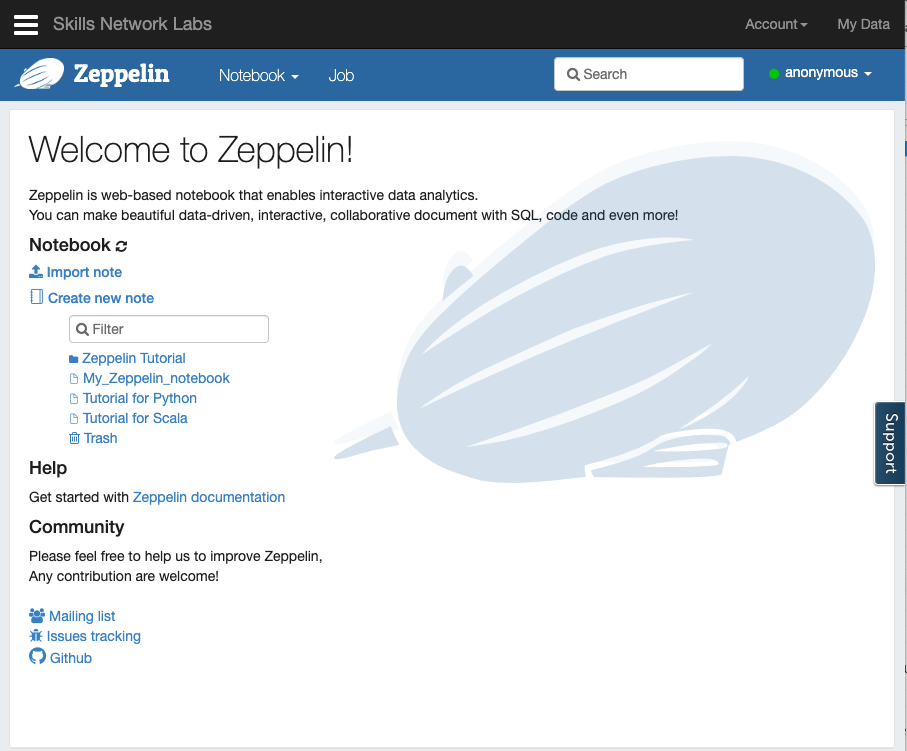 Skills Network Labs
Account
My Data
Zeppelin
Notebook
Job
Search
anonymous
Welcome to Zeppelin!
Zeppelin is web-based notebook that enables interactive data analytics.
You can make beautiful data-driven, interactive, collaborative document with SQL, code and even more!
Notebook
Import note
Create new note
Filter
Zeppelin Tutorial
My_Zeppelin_notebook
Tutorial for Python
Tutorial for Scala
Trash
Support
Help
Get started with Zeppelin documentation
Community
Please feel free to help us to improve Zeppelin,
Any contribution are welcome!
Mailing list
Issues tracking
Github